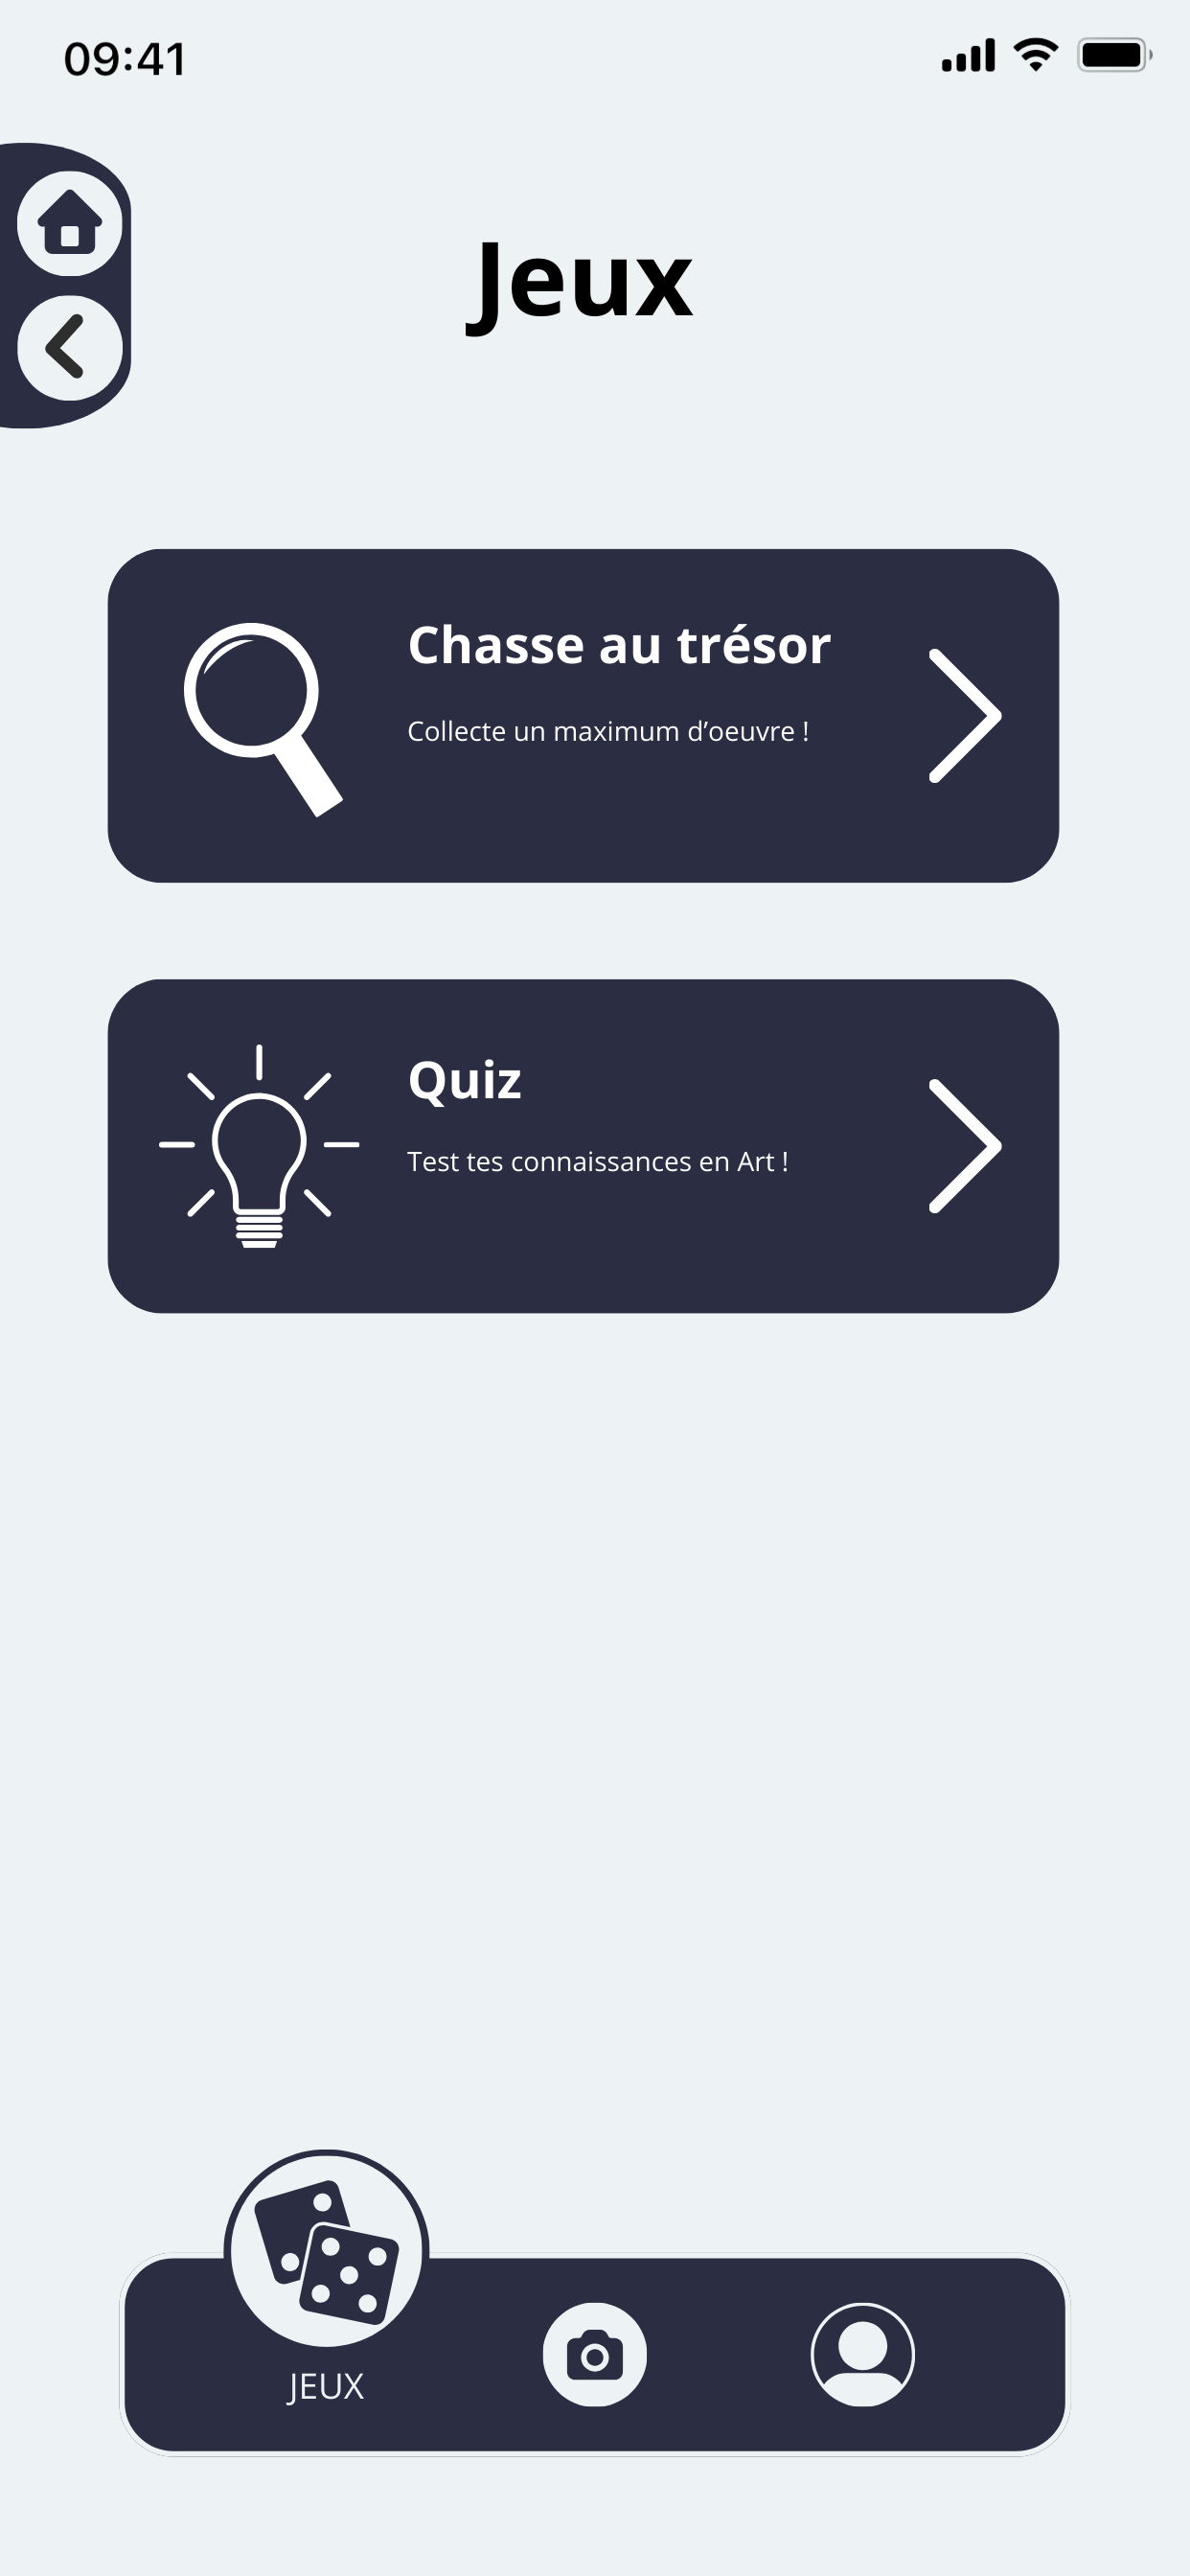 09:41
Jeux
Chasse au trésor
Collecte un maximum d’oeuvre !
Quiz
Test tes connaissances en Art !
JEUX